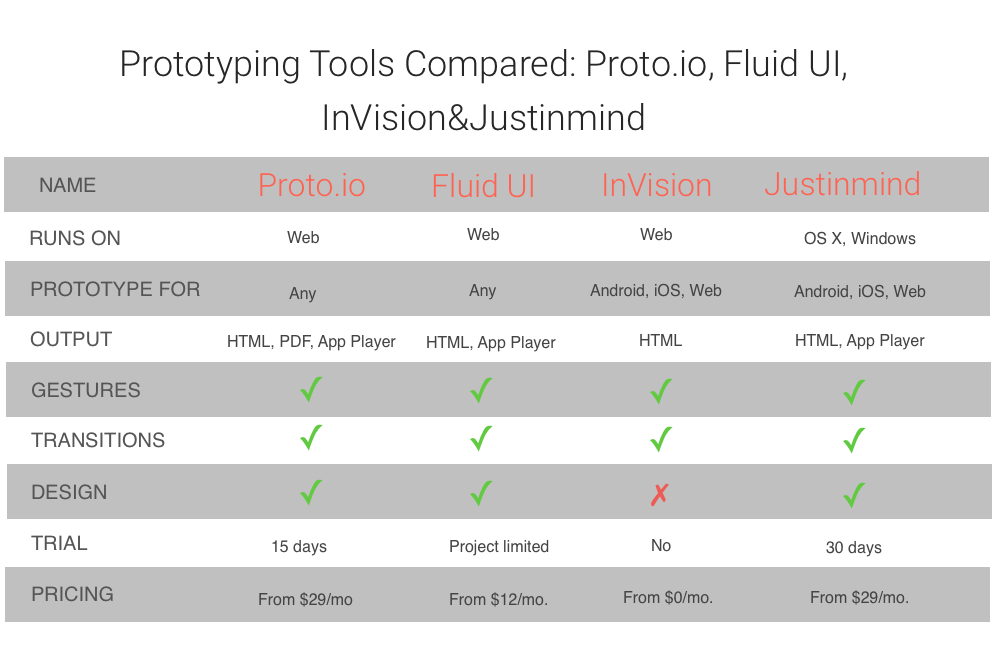 Prototyping Tools Compared: Proto.io, Fluid UI,
InVision&Justinmind
NAME Proto.io Fluid UI InVision Justinmind
RUNS ON Web Web Web OS X, Windows
PROTOTYPE FOR Any Any Android, iOS, Web Android, iOS, Web
OUTPUT HTML, PDF, App Player HTML, App Player HTML HTML, App Player
GESTURES ✓ ✓ ✓ ✓
TRANSITIONS ✓ ✓ ✓ ✓
DESIGN ✓ ✓ ✗ ✓
TRIAL 15 days Project limited No 30 days
PRICING From $29/mo From $12/mo. From $0/mo. From $29/mo.